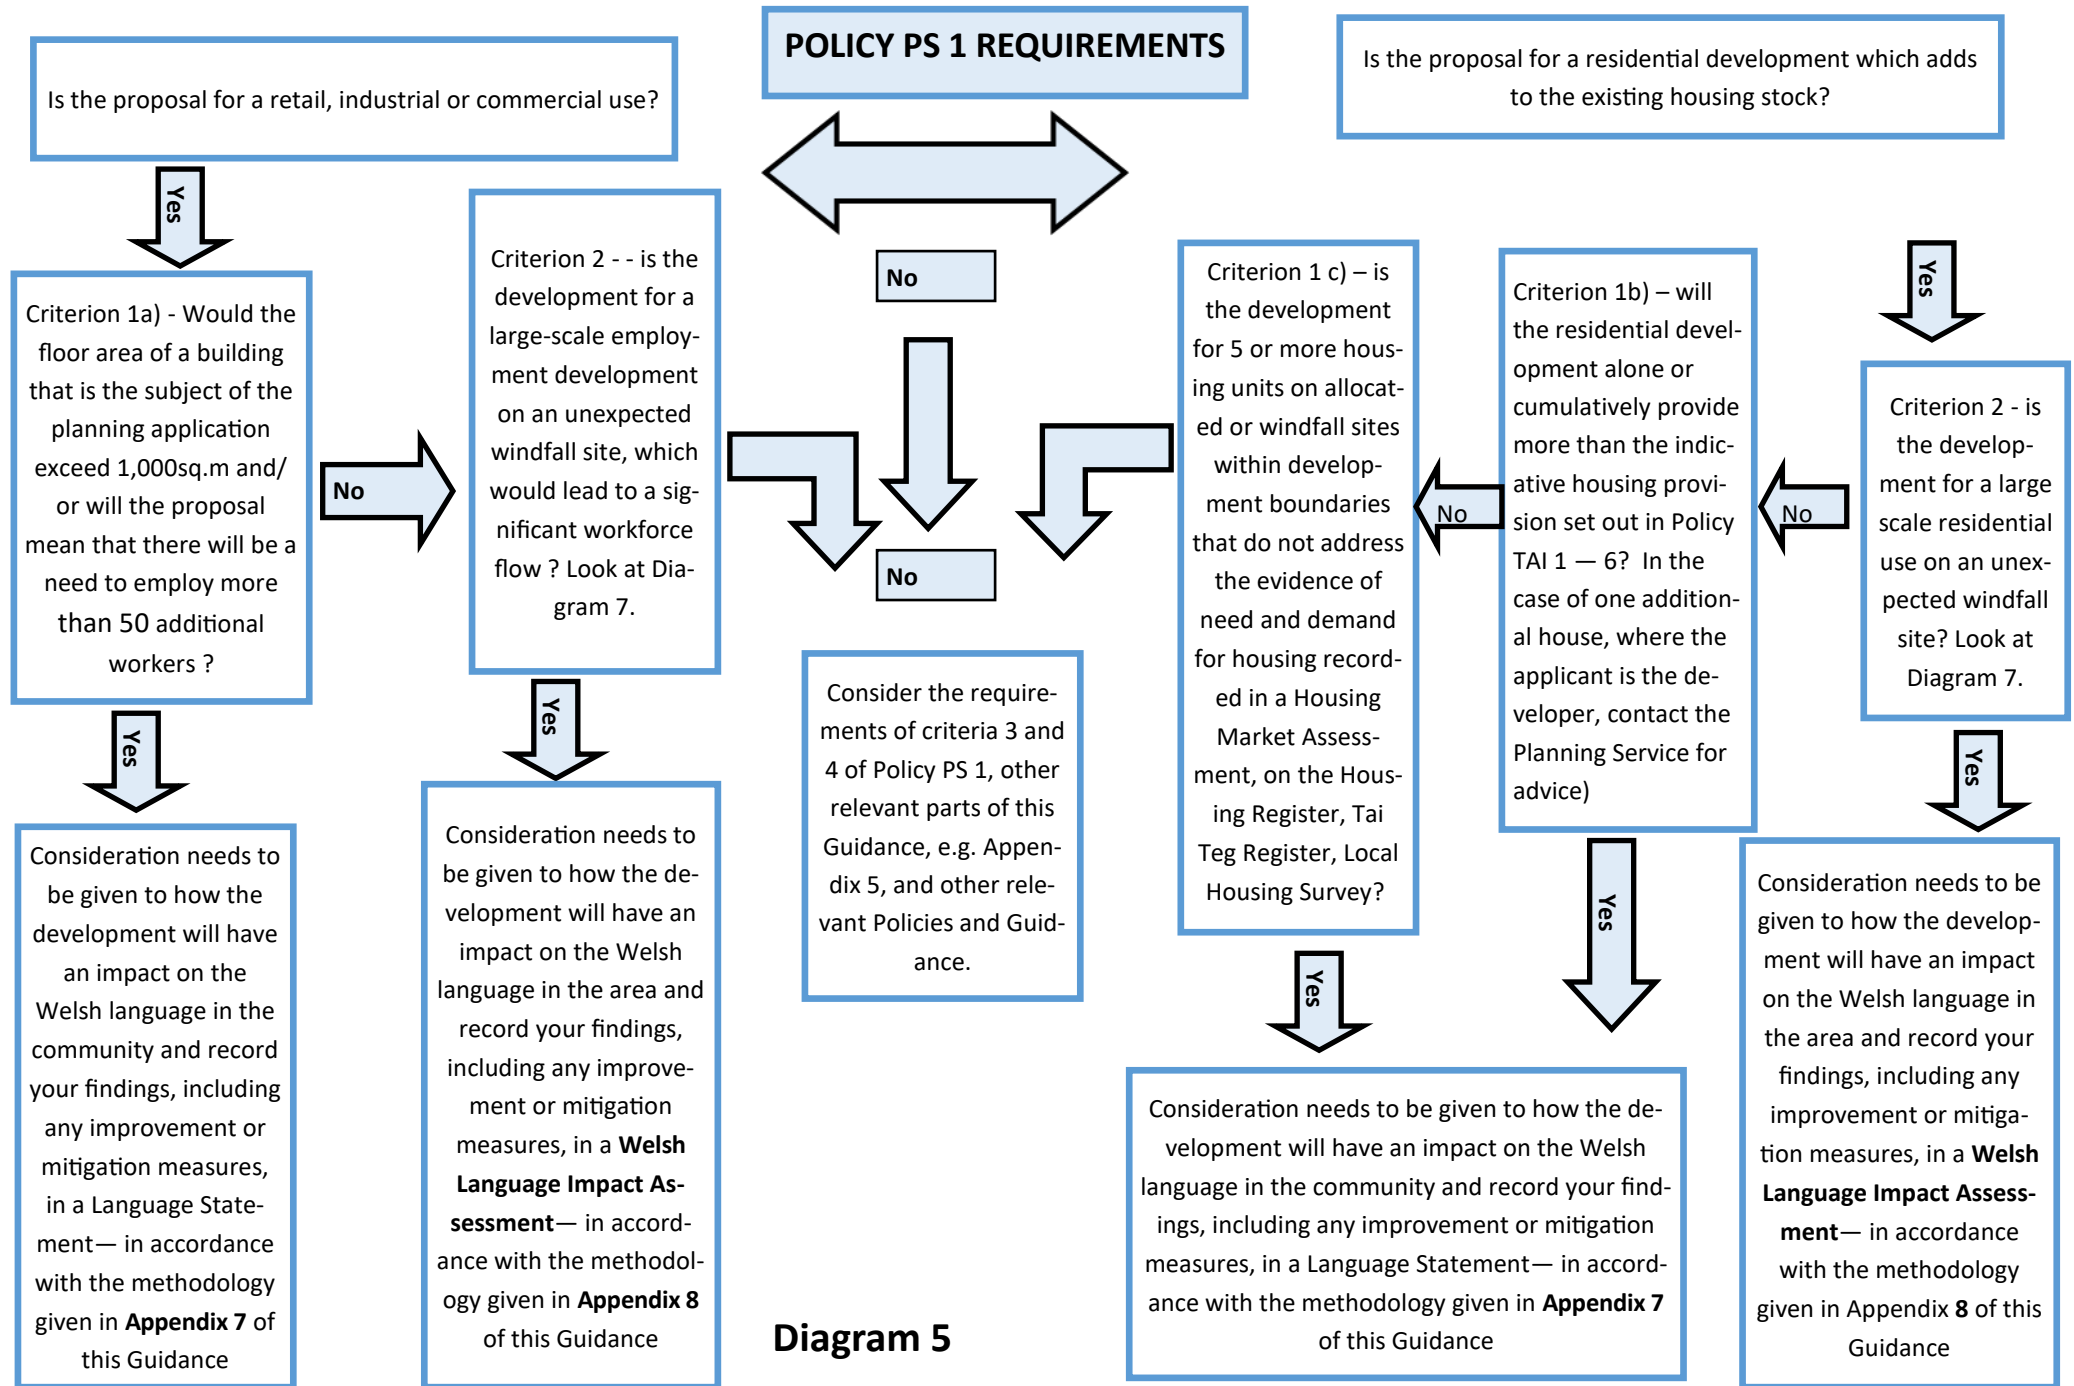 POLICY PS 1 REQUIREMENTS
Is the proposal for a retail, industrial or commercial use?
Yes
Criterion 1a) - Would the
floor area of a building
that is the subject of the
planning application
exceed 1,000sq.m and/
or will the proposal
mean that there will be a
need to employ more
than 50 additional
workers ?
Yes
Consideration needs to
be given to how the
development will have
an impact on the
Welsh language in the
community and record
your findings, including
any improvement or
mitigation measures,
in a Language State-
ment— in accordance
with the methodology
given in Appendix 7 of
this Guidance
No
Criterion 2 - - is the
development for a
large-scale employ-
ment development
on an unexpected
windfall site, which
would lead to a sig-
nificant workforce
flow ? Look at Dia-
gram 7.
Yes
Consideration needs to
be given to how the de-
velopment will have an
impact on the Welsh
language in the area and
record your findings,
including any improve-
ment or mitigation
measures, in a Welsh
Language Impact As-
sessment— in accord-
ance with the methodol-
ogy given in Appendix 8
of this Guidance
No
No
Consider the require-
ments of criteria 3 and
4 of Policy PS 1, other
relevant parts of this
Guidance, e.g. Appen-
dix 5, and other rele-
vant Policies and Guid-
ance.
Is the proposal for a residential development which adds
to the existing housing stock?
Yes
Criterion 2 - is
the develop-
ment for a large
scale residential
use on an unex-
pected windfall
site? Look at
Diagram 7.
Yes
Consideration needs to be
given to how the develop-
ment will have an impact
on the Welsh language in
the area and record your
findings, including any
improvement or mitiga-
tion measures, in a Welsh
Language Impact Assess-
ment— in accordance
with the methodology
given in Appendix 8 of this
Guidance
No
Criterion 1b) – will
the residential devel-
opment alone or
cumulatively provide
more than the indic-
ative housing provi-
sion set out in Policy
TAI 1 — 6? In the
case of one addition-
al house, where the
applicant is the de-
veloper, contact the
Planning Service for
advice)
Yes
No
Criterion 1 c) – is
the development
for 5 or more hous-
ing units on allocat-
ed or windfall sites
within develop-
ment boundaries
that do not address
the evidence of
need and demand
for housing record-
ed in a Housing
Market Assess-
ment, on the Hous-
ing Register, Tai
Teg Register, Local
Housing Survey?
Yes
Consideration needs to be given to how the de-
velopment will have an impact on the Welsh
language in the community and record your find-
ings, including any improvement or mitigation
measures, in a Language Statement— in accord-
ance with the methodology given in Appendix 7
of this Guidance
Diagram 5